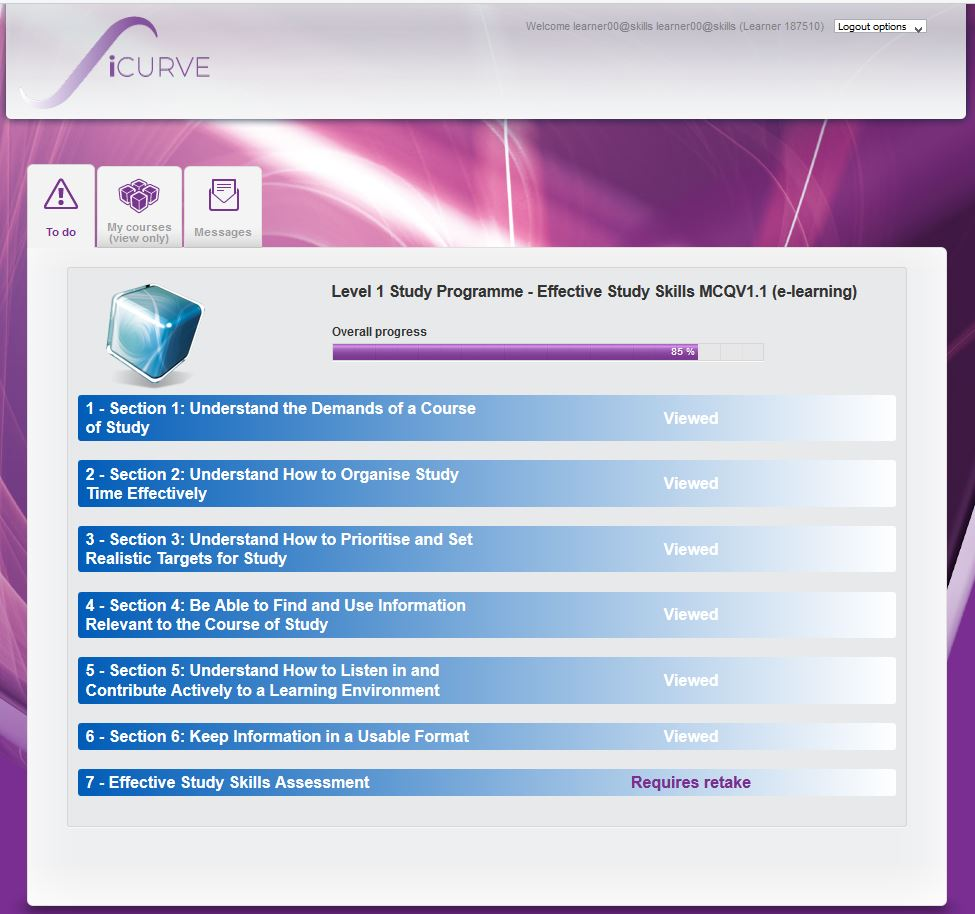 Welcome learner00@skills learner00@skills (Learner 187510)
Logout options
iCURVE
To do
My courses
(view only)
Messages
Level 1 Study Programme - Effective Study Skills MCQV1.1 (e-learning)
Overall progress
85 %
1 - Section 1: Understand the Demands of a Course
of Study
Viewed
2 - Section 2: Understand How to Organise Study
Time Effectively
Viewed
3 - Section 3: Understand How to Prioritise and Set
Realistic Targets for Study
Viewed
4 - Section 4: Be Able to Find and Use Information
Relevant to the Course of Study
Viewed
5 - Section 5: Understand How to Listen in and
Contribute Actively to a Learning Environment
Viewed
6 - Section 6: Keep Information in a Usable Format
Viewed
7 - Effective Study Skills Assessment
Requires retake